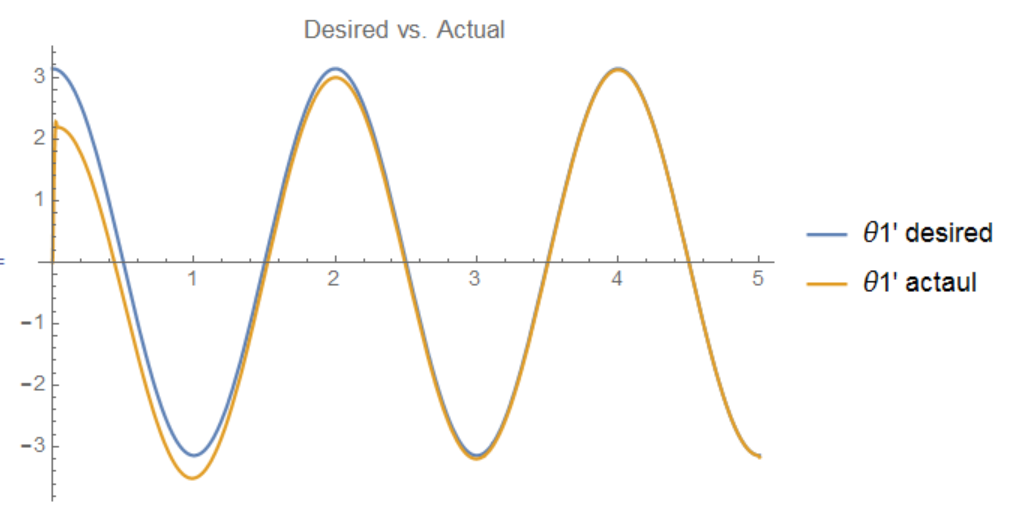 Desired vs. Actual
3
2
1
−1
−2
−3
1 2 3 4 5
=
θ1' desired
θ1' actaul